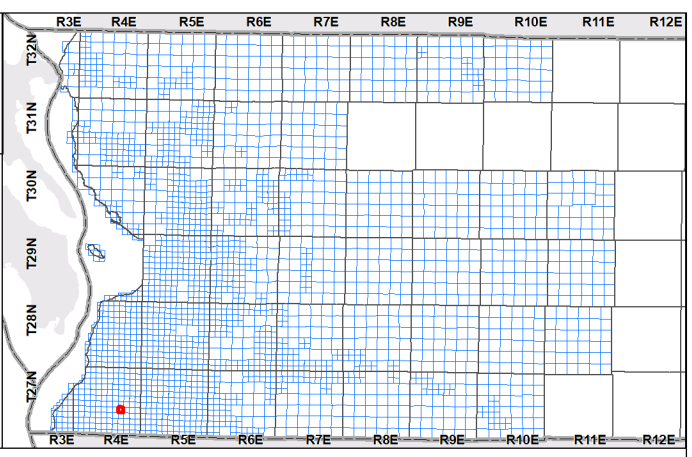 R3E R4E R5E R6E R7E R8E R9E R10E R11E R12E
T32N
T31N
T30N
T29N
T28N
T27N
R3E R4E R5E R6E R7E R8E R9E R10E R11E R12E